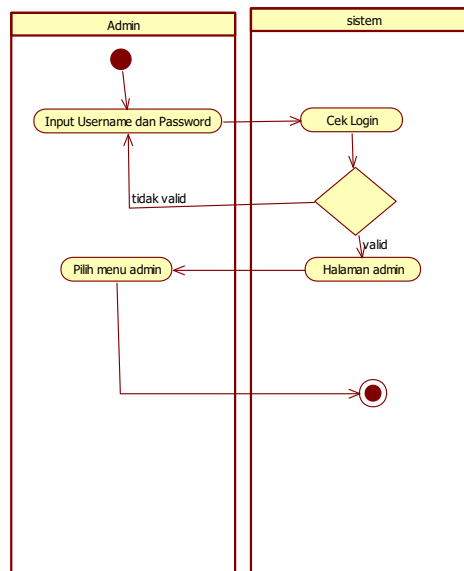 Admin
sistem
Input Username dan Password
Cek Login
tidak valid
valid
Pilih menu admin
Halaman admin